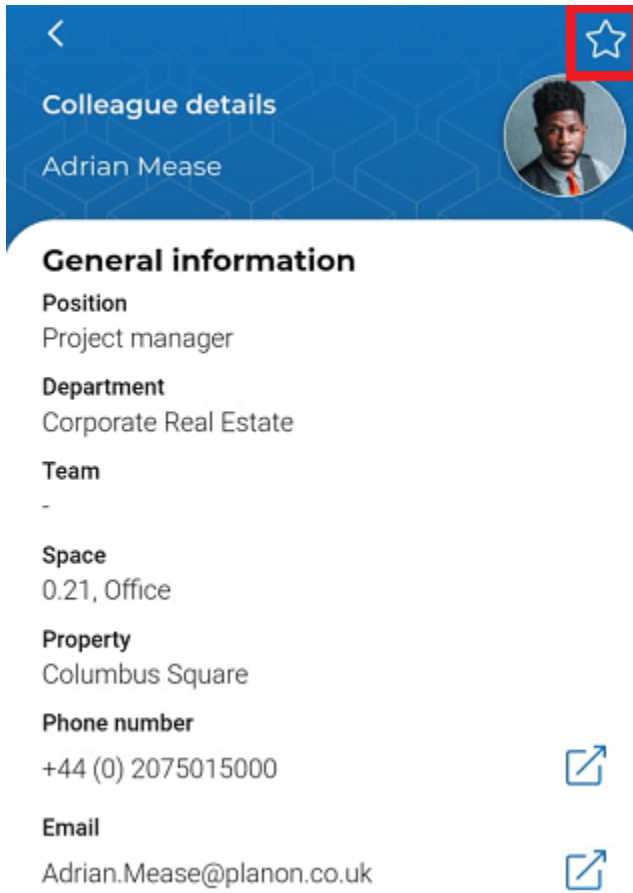 Colleague details
Adrian Mease
General information
Position
Project manager
Department
Corporate Real Estate
Team
-
Space
0.21, Office
Property
Columbus Square
Phone number
+44 (0) 2075015000
Email
Adrian.Mease@planon.co.uk